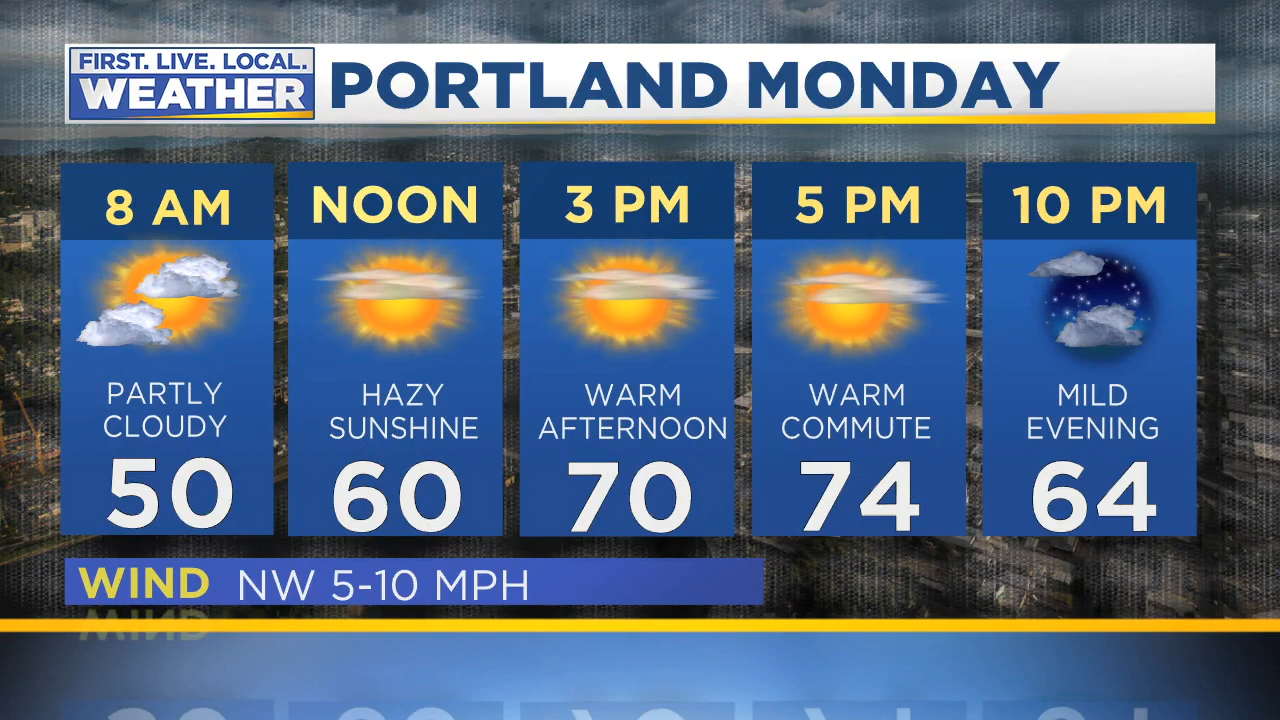 FIRST. LIVE. LOCAL.
WEATHER
PORTLAND MONDAY
8 AM
PARTLY
CLOUDY
50
NOON
HAZY
SUNSHINE
60
3 PM
WARM
AFTERNOON
70
5 PM
WARM
COMMUTE
74
10 PM
MILD
EVENING
64
WIND NW 5-10 MPH